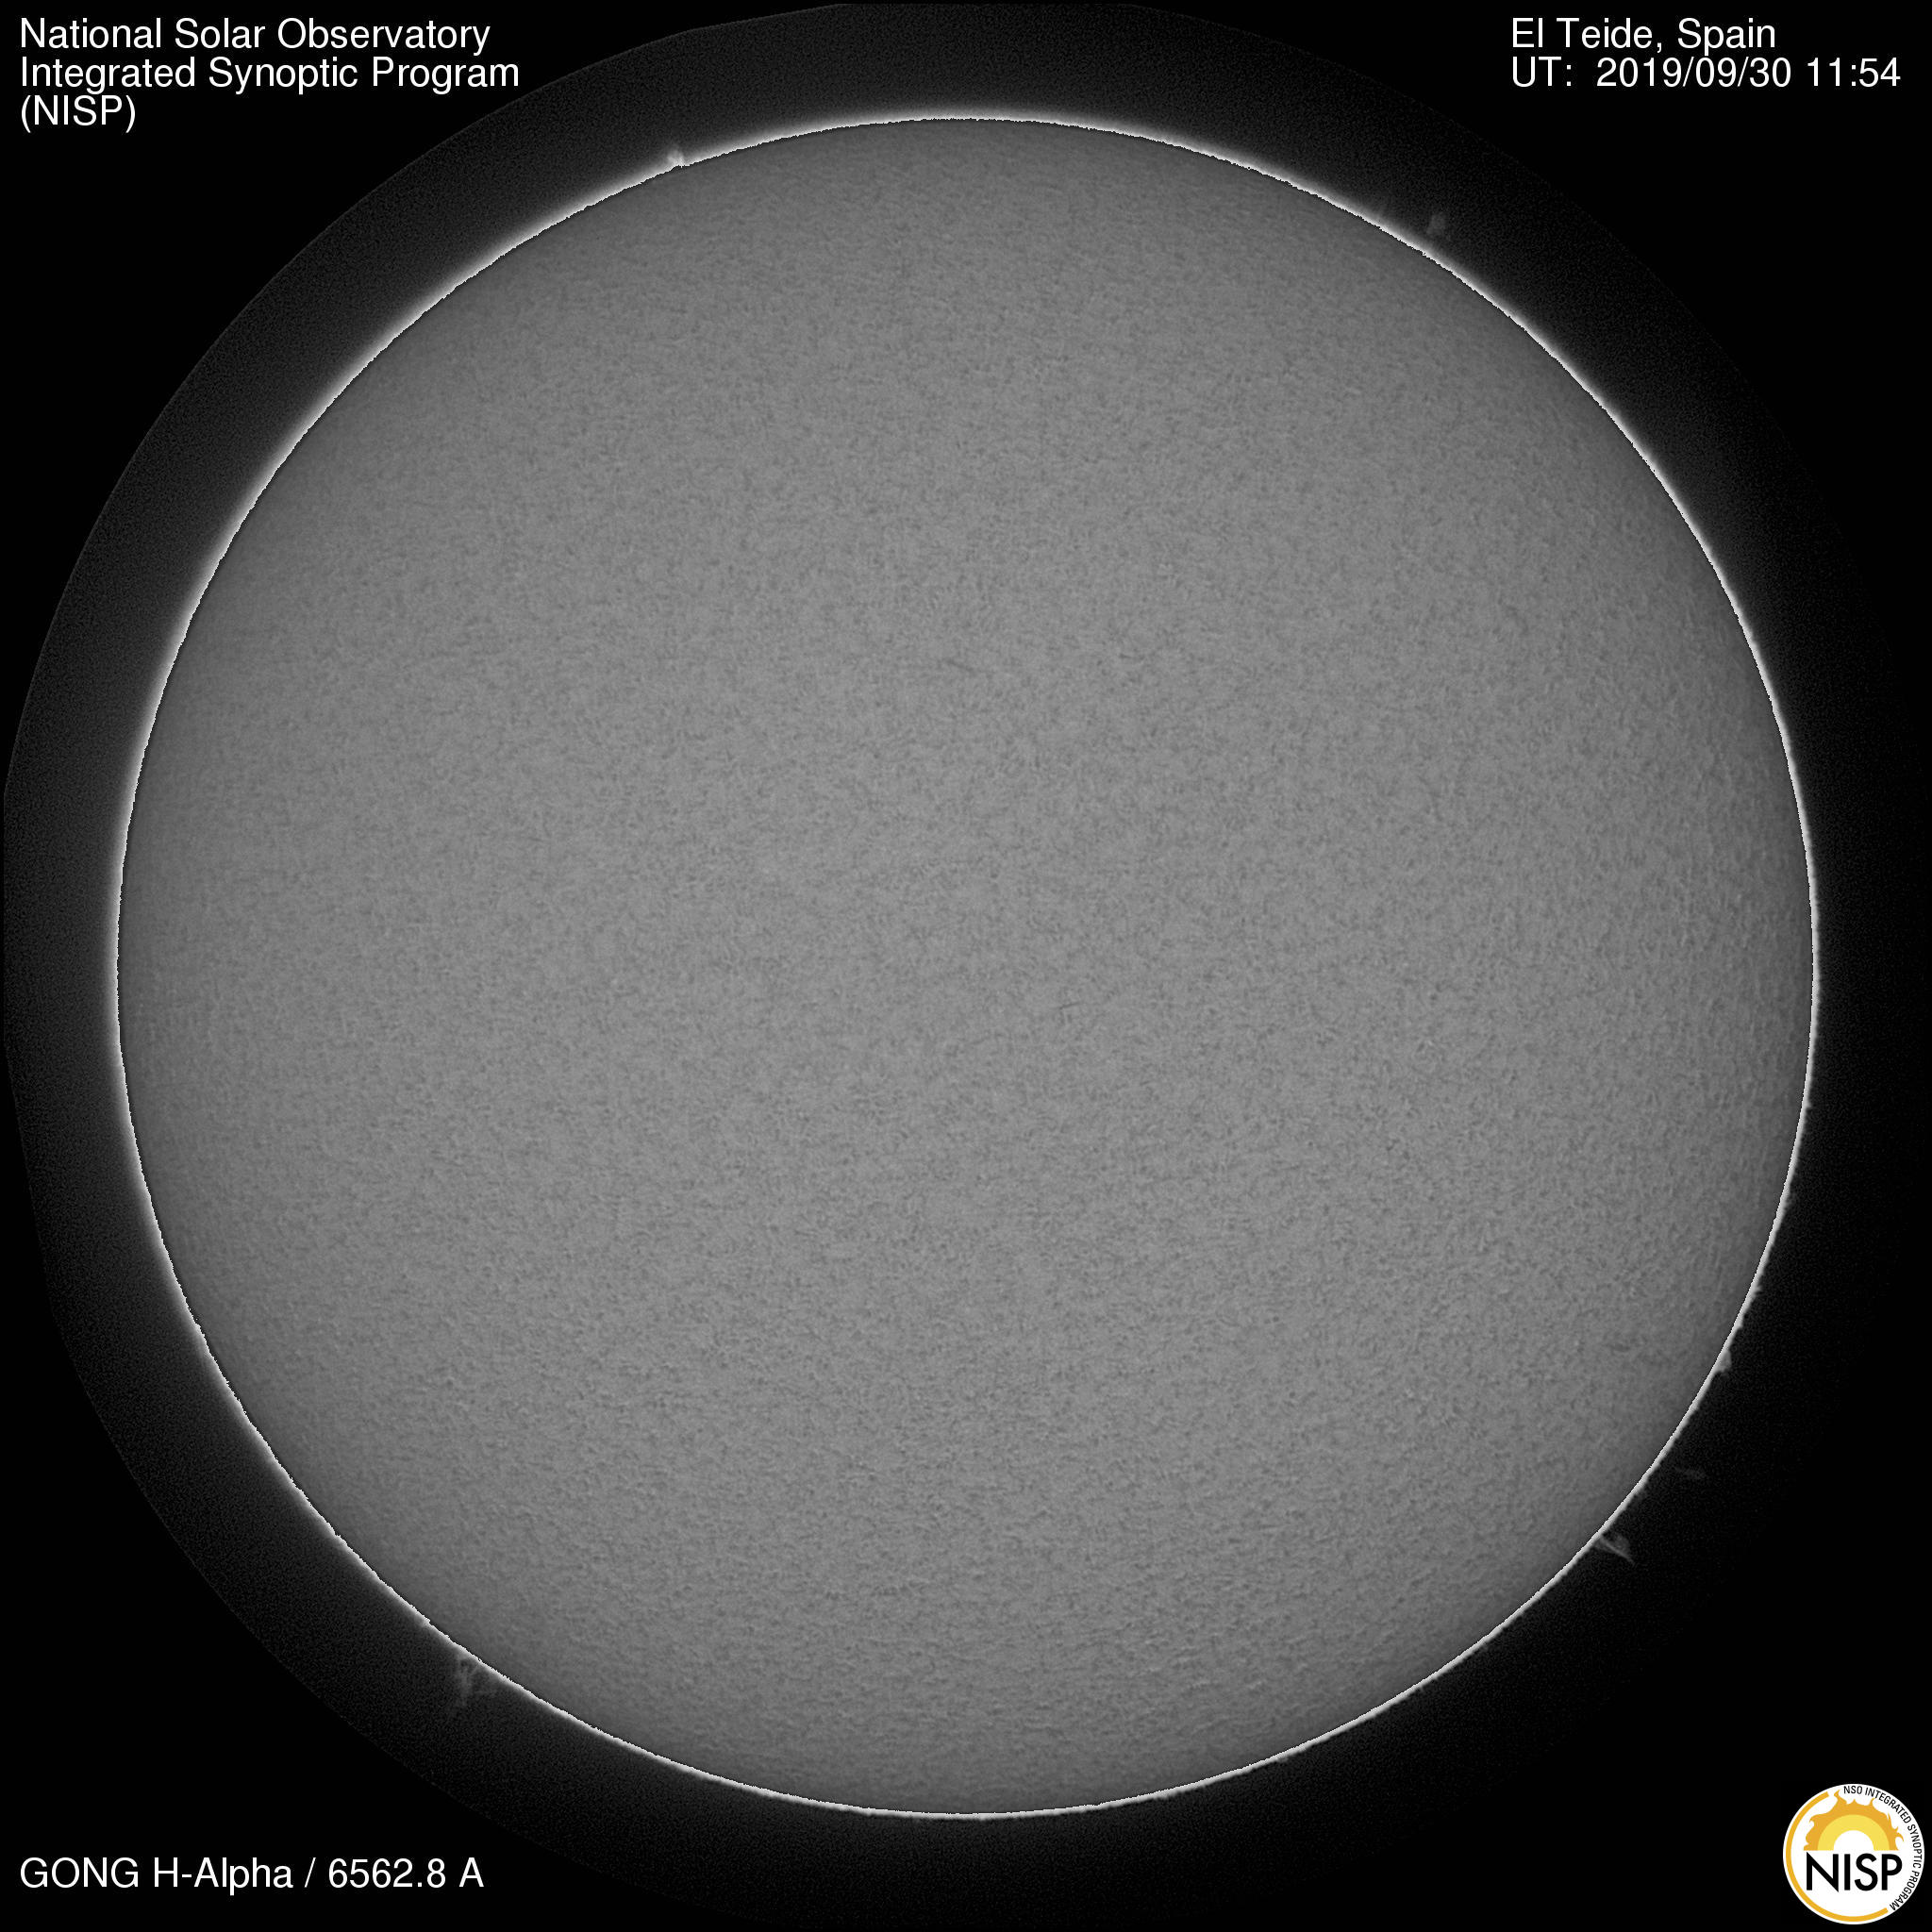 National Solar Observatory
Integrated Synoptic Program
(NISP)
El Teide, Spain
UT: 2019/09/30 11:54
GONG H-Alpha / 6562.8 A
NSO INTEGRATED SYNOPTIC PROGRAM
NISP